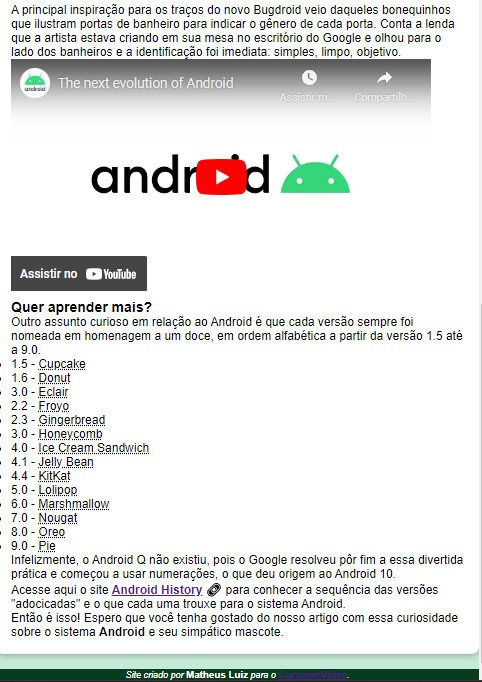 A principal inspiração para os traços do novo Bugdroid veio daqueles bonequinhos
que ilustram portas de banheiro para indicar o gênero de cada porta. Conta a lenda
que a artista estava criando em sua mesa no escritório do Google e olhou para o
lado dos banheiros e a identificação foi imediata: simples, limpo, objetivo.
android
The next evolution of Android
Assistir m...
Compartilh...
android
Assistir no YouTube
Quer aprender mais?
Outro assunto curioso em relação ao Android é que cada versão sempre foi
nomeada em homenagem a um doce, em ordem alfabética a partir da versão 1.5 até
a 9.0.
1.5 - Cupcake
1.6 - Donut
3.0 - Eclair
2.2 - Froyo
2.3 - Gingerbread
3.0 - Honeycomb
4.0 - Ice Cream Sandwich
4.1 - Jelly Bean
4.4 - KitKat
5.0 - Lolipop
6.0 - Marshmallow
7.0 - Nougat
8.0 - Oreo
9.0 - Pie
Infelizmente, o Android Q não existiu, pois o Google resolveu pôr fim a essa divertida
prática e começou a usar numerações, o que deu origem ao Android 10.
Acesse aqui o site Android History para conhecer a sequência das versões
"adocicadas" e o que cada uma trouxe para o sistema Android.
Então é isso! Espero que você tenha gostado do nosso artigo com essa curiosidade
sobre o sistema Android e seu simpático mascote.
Site criado por Matheus Luiz para o CursoemVideo.